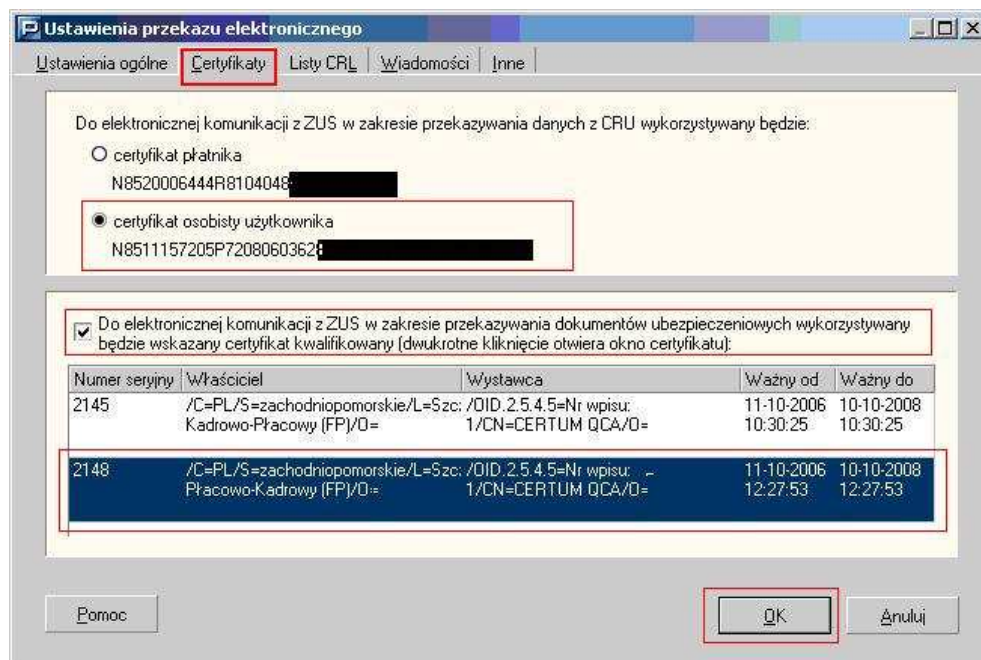 Ustawienia przekazu elektronicznego
Ustawienia ogólne Certyfikaty Listy CRL Wiadomości Inne
Do elektronicznej komunikacji z ZUS w zakresie przekazywania danych z CRU wykorzystywany będzie:
certyfikat płatnika
N8520006444R8104048
certyfikat osobisty użytkownika
N8511157205P7208060362
Do elektronicznej komunikacji z ZUS w zakresie przekazywania dokumentów ubezpieczeniowych wykorzystywany
będzie wskazany certyfikat kwalifikowany (dwukrotne kliknięcie otwiera okno certyfikatu):
Numer seryjny Właściciel Wystawca Ważny od Ważny do
2145 /C=PL/S=zachodniopomorskie/L=Szc: /OID.2.5.4.5=Nr wpisu: 11-10-2006 10-10-2008
Kadrowo-Płacowy (FP)/O= 1/CN=CERTUM QCA/O= 10:30:25 10:30:25
2148 /C=PL/S=zachodniopomorskie/L=Szc: /OID.2.5.4.5=Nr wpisu: 11-10-2006 10-10-2008
Płacowo-Kadrowy (FP)/O= 1/CN=CERTUM QCA/O= 12:27:53 12:27:53
Pomoc OK Anuluj